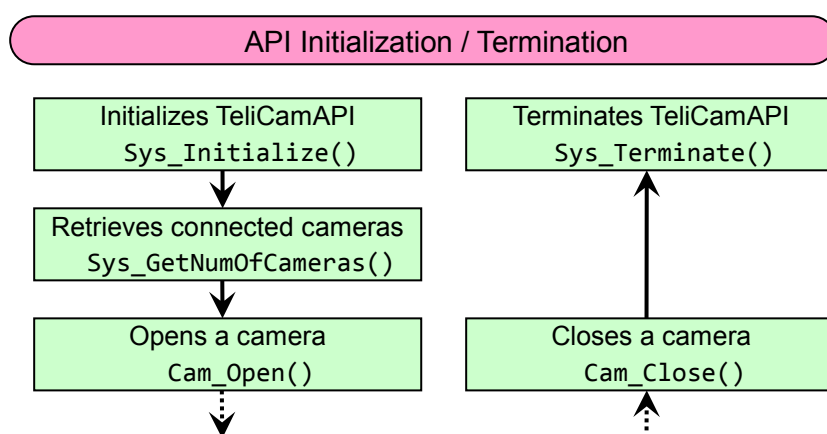 API Initialization / Termination
Initializes TeliCamAPI
Sys_Initialize()
Retrieves connected cameras
Sys_GetNumOfCameras()
Opens a camera
Cam_Open()
Terminates TeliCamAPI
Sys_Terminate()
Closes a camera
Cam_Close()